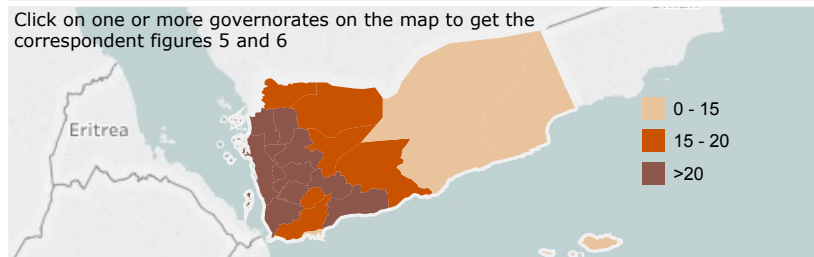 Click on one or more governorates on the map to get the
correspondent figures 5 and 6
Eritrea
0 - 15
15 - 20
>20